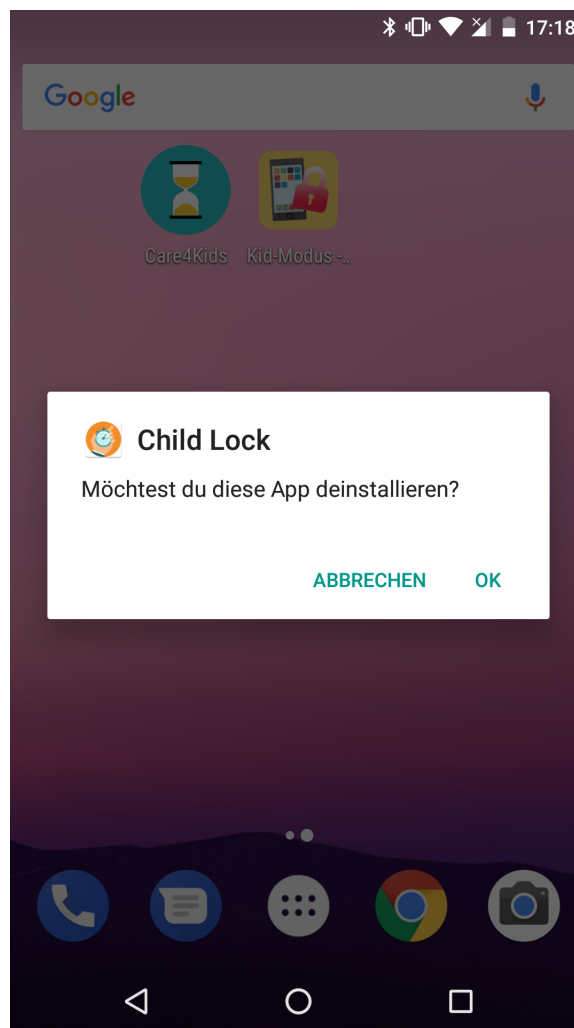 17:18
Google
Care4Kids Kid-Modus -..
Child Lock
Möchtest du diese App deinstallieren?
ABBRECHEN OK